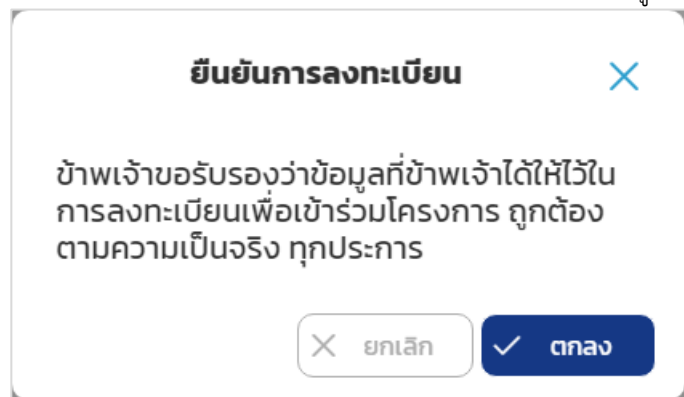 ยืนยันการลงทะเบียน
ข้าพเจ้าขอรับรองว่าข้อมูลที่ข้าพเจ้าได้ให้ไว้ใน
การลงทะเบียนเพื่อเข้าร่วมโครงการ ถูกต้อง
ตามความเป็นจริง ทุกประการ
ยกเลิก
ตกลง